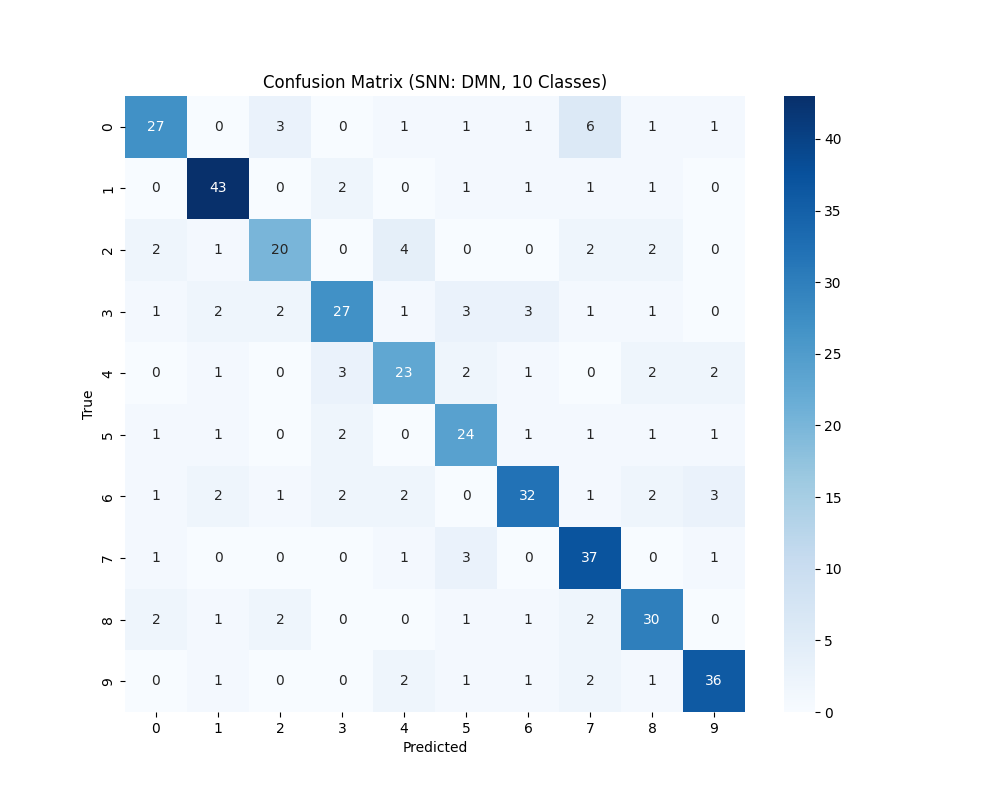 Confusion Matrix (SNN: DMN, 10 Classes)
0 27 0 3 0 1 1 1 6 1 1
1 0 43 0 2 0 1 1 1 1 0
2 2 1 20 0 4 0 0 2 2 0
3 1 2 2 27 1 3 3 1 1 0
4 0 1 0 3 23 2 1 0 2 2
5 1 1 0 2 0 24 1 1 1 1
6 1 2 1 2 2 0 32 1 2 3
7 1 0 0 0 1 3 0 37 0 1
8 2 1 2 0 0 1 1 2 30 0
9 0 1 0 0 2 1 1 2 1 36
0 1 2 3 4 5 6 7 8 9
Predicted
True
40
35
30
25
20
15
10
5
0